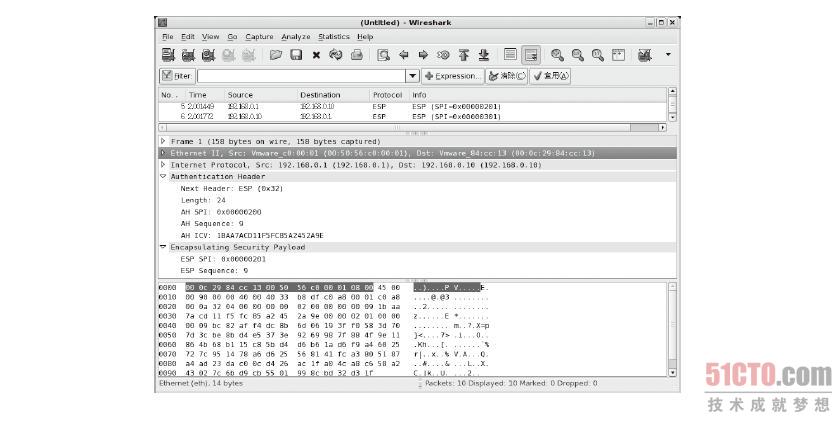 (Untitled) - Wireshark
File Edit View Go Capture Analyze Statistics Help
Filter: Expression... 清除(C) 套用(A)
No. . Time Source Destination Protocol Info
5 2.001449 192.168.0.1 192.168.0.10 ESP ESP (SPI=0x00000201)
6 2.001772 192.168.0.10 192.168.0.1 ESP ESP (SPI=0x00000301)
Frame 1 (158 bytes on wire, 158 bytes captured)
Ethernet II, Src: Vmware_c0:00:01 (00:50:56:c0:00:01), Dst: Vmware_84:cc:13 (00:0c:29:84:cc:13)
Internet Protocol, Src: 192.168.0.1 (192.168.0.1), Dst: 192.168.0.10 (192.168.0.10)
Authentication Header
Next Header: ESP (0x32)
Length: 24
AH SPI: 0x00000200
AH Sequence: 9
AH ICV: 1BAA7ACD11F5FC85A2452A9E
Encapsulating Security Payload
ESP SPI: 0x00000201
ESP Sequence: 9
0000 00 0c 29 84 cc 13 00 50 56 c0 00 01 08 00 45 00 ..)....P V.....E.
0010 00 90 00 00 40 00 40 33 b8 df c0 a8 00 01 c0 a8 ....@.@3 ........
0020 00 0a 32 04 00 00 00 00 02 00 00 00 00 09 1b aa ..2..... ........
0030 7a cd 11 f5 fc 85 a2 45 2a 9e 00 00 02 01 00 00 z......E *.......
0040 00 09 bc 82 af f4 dc 8b 6d 06 19 3f f0 58 3d 70 ........ m..?.X=p
0050 7d 3c be 8b d4 e5 37 3e 92 69 98 7f 88 4f 9e 11 }<....7> .i...O..
0060 86 4b 68 b1 15 c8 5b d4 d6 b6 1a d6 f9 a4 60 25 .Kh...[. ......`%
0070 72 7c 95 14 78 a6 d6 25 56 81 41 fc a3 80 51 87 r|..x..% V.A...Q.
0080 a4 ad 23 da c0 0c d4 26 ac 1f a0 4c a8 c6 58 a2 ..#....& ...L..X.
0090 43 02 7c 6b d9 cb 55 01 99 8c bd 32 d3 1f C.|k..U. ...2..
Ethernet (eth), 14 bytes Packets: 10 Displayed: 10 Marked: 0 Dropped: 0
51CTO.com
技术成就梦想